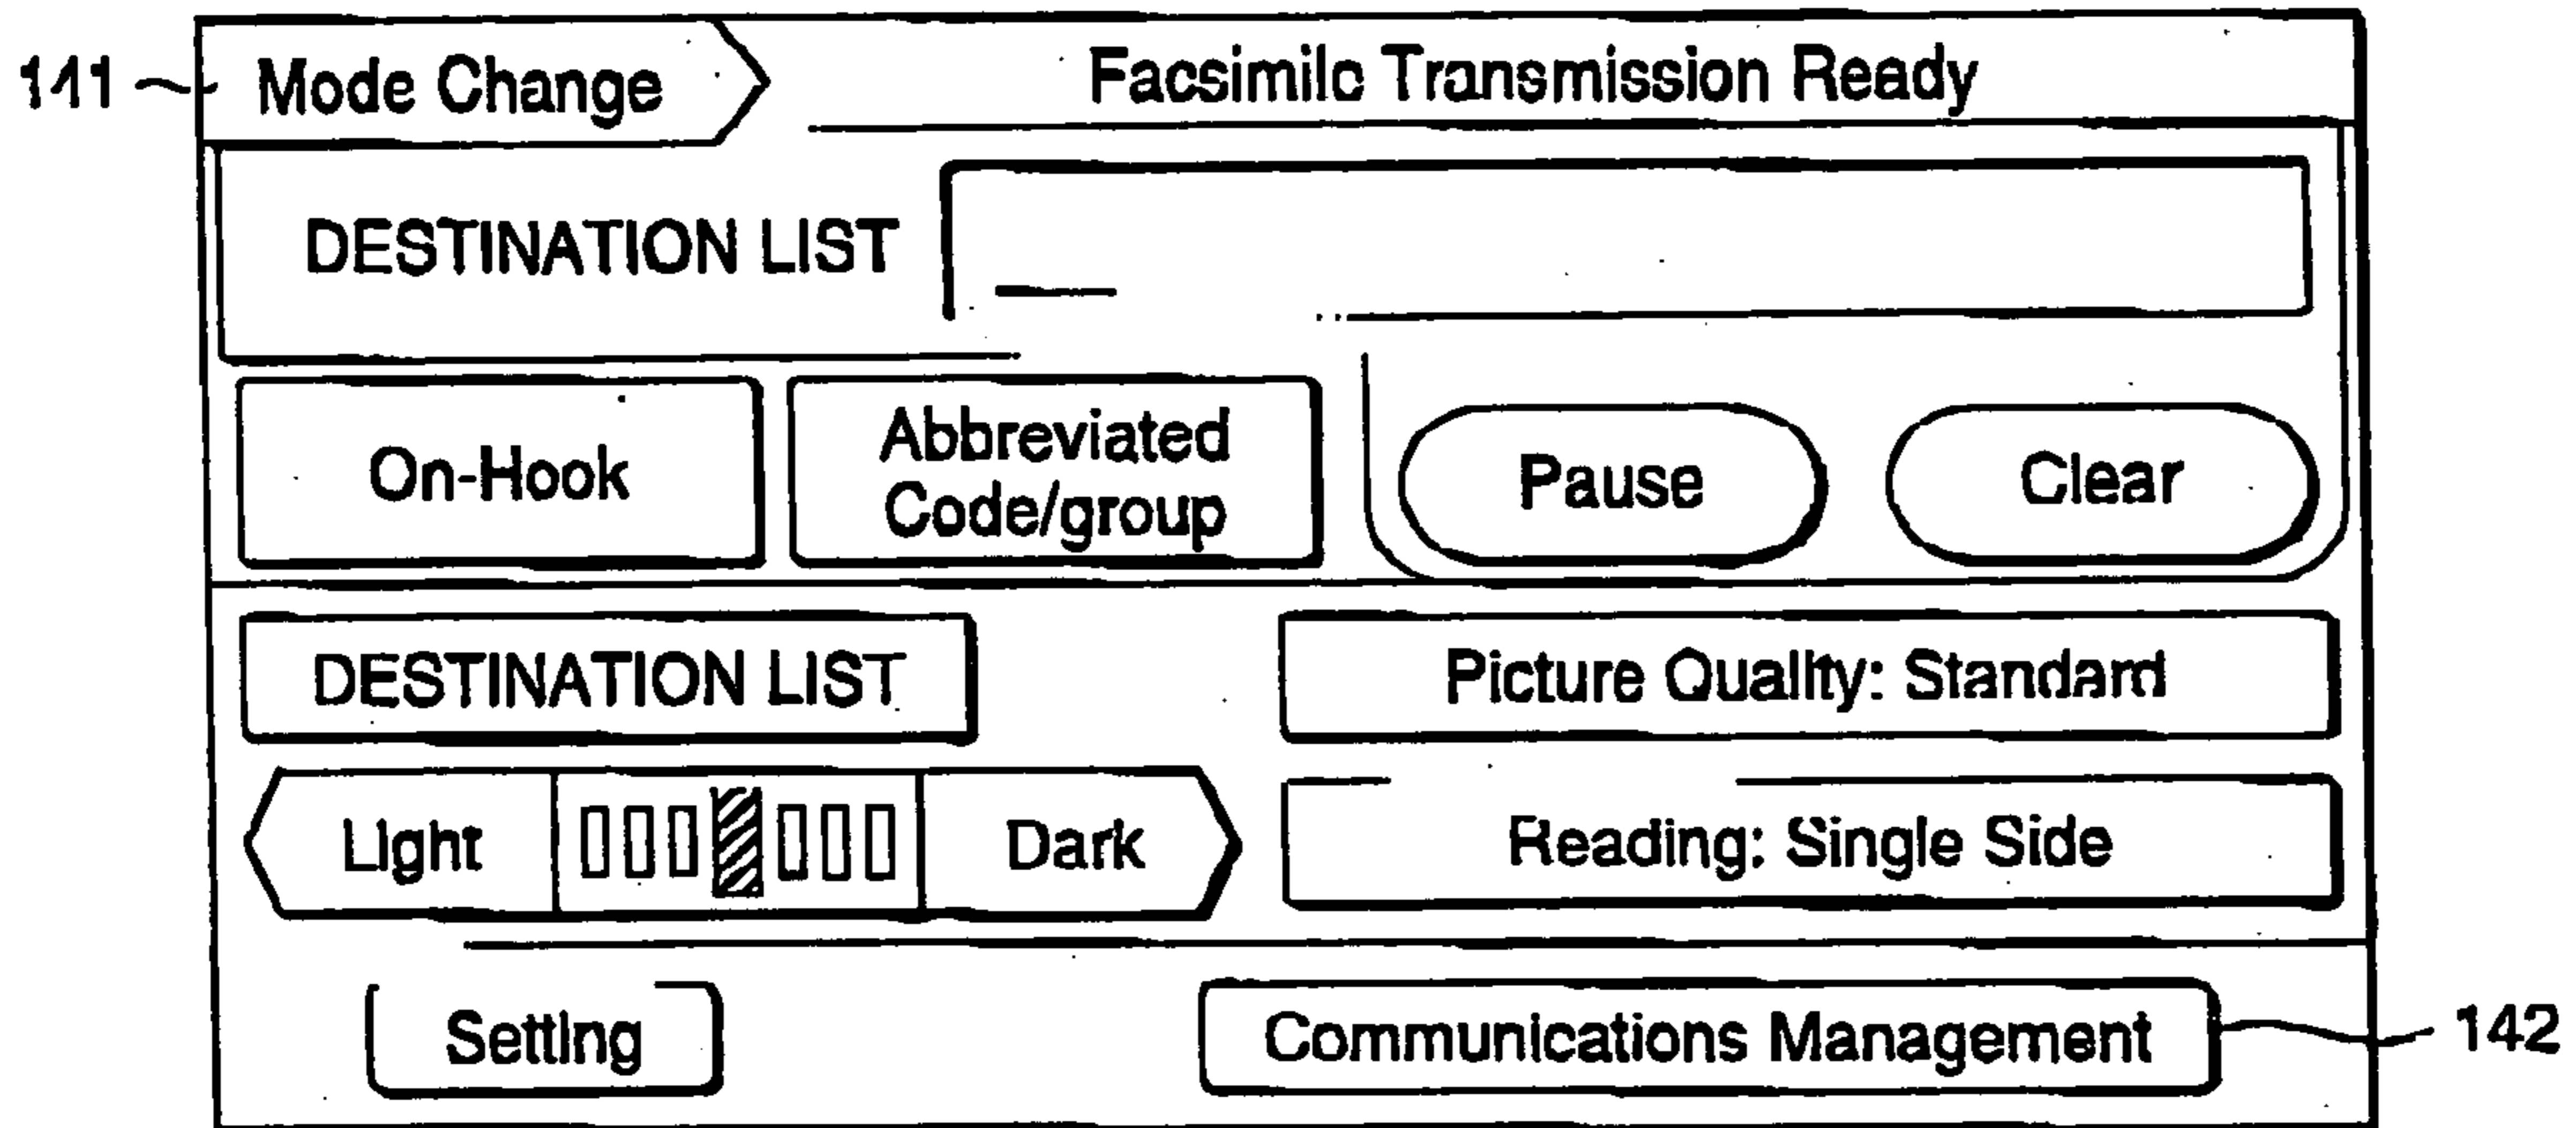 141
Mode Change
Facsimile Transmission Ready
DESTINATION LIST
On-Hook
Abbreviated
Code/group
Pause
Clear
DESTINATION LIST
Picture Quality: Standard
Light
Dark
Reading: Single Side
Setting
Communications Management
142